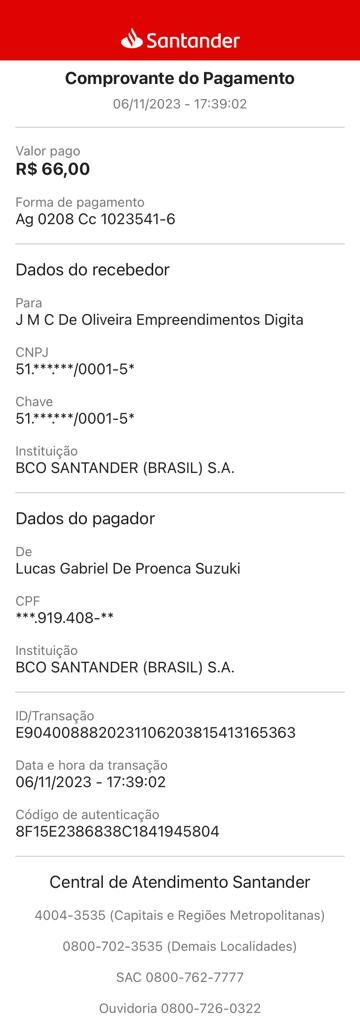 Santander
Comprovante do Pagamento
06/11/2023 - 17:39:02
Valor pago
R$ 66,00
Forma de pagamento
Ag 0208 Cc 1023541-6
Dados do recebedor
Para
J M C De Oliveira Empreendimentos Digita
CNPJ
51.***.***/0001-5*
Chave
51.***.***/0001-5*
Instituição
BCO SANTANDER (BRASIL) S.A.
Dados do pagador
De
Lucas Gabriel De Proenca Suzuki
CPF
***.919.408-**
Instituição
BCO SANTANDER (BRASIL) S.A.
ID/Transação
E90400888202311062038154131653​63
Data e hora da transação
06/11/2023 - 17:39:02
Código de autenticação
8F15E2386838C1841945804
Central de Atendimento Santander
4004-3535 (Capitais e Regiões Metropolitanas)
0800-702-3535 (Demais Localidades)
SAC 0800-762-7777
Ouvidoria 0800-726-0322